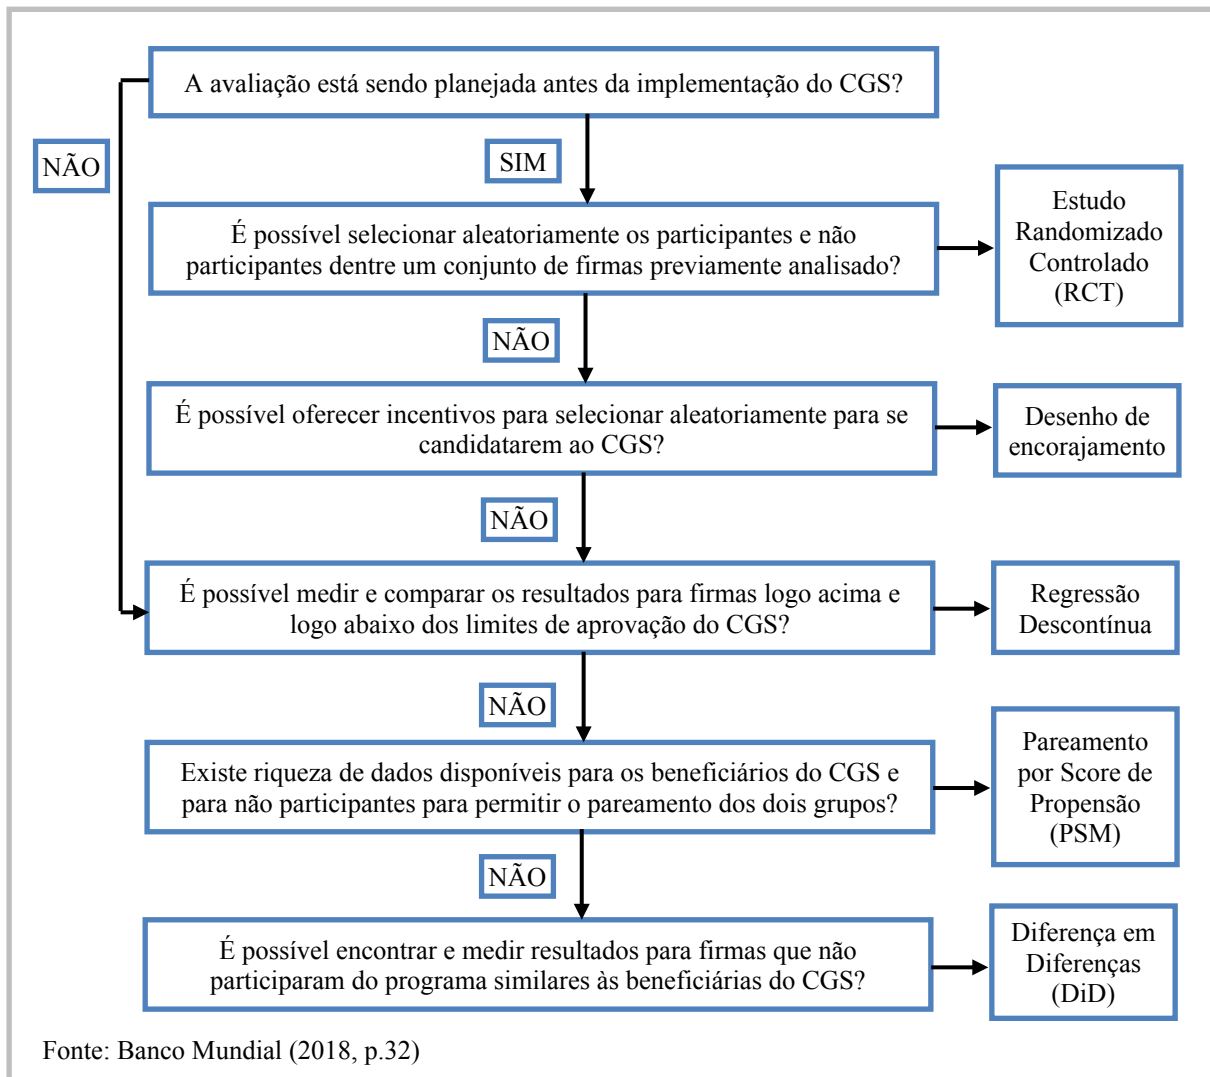 A avaliação está sendo planejada antes da implementação do CGS?
NÃO
SIM
É possível selecionar aleatoriamente os participantes e não
participantes dentre um conjunto de firmas previamente analisado?
Estudo
Randomizado
Controlado
(RCT)
NÃO
É possível oferecer incentivos para selecionar aleatoriamente para se
candidatarem ao CGS?
Desenho de
encorajamento
NÃO
É possível medir e comparar os resultados para firmas logo acima e
logo abaixo dos limites de aprovação do CGS?
Regressão
Descontínua
NÃO
Existe riqueza de dados disponíveis para os beneficiários do CGS e
para não participantes para permitir o pareamento dos dois grupos?
Pareamento
por Score de
Propensão
(PSM)
NÃO
É possível encontrar e medir resultados para firmas que não
participaram do programa similares às beneficiárias do CGS?
Diferença em
Diferenças
(DiD)
Fonte: Banco Mundial (2018, p.32)